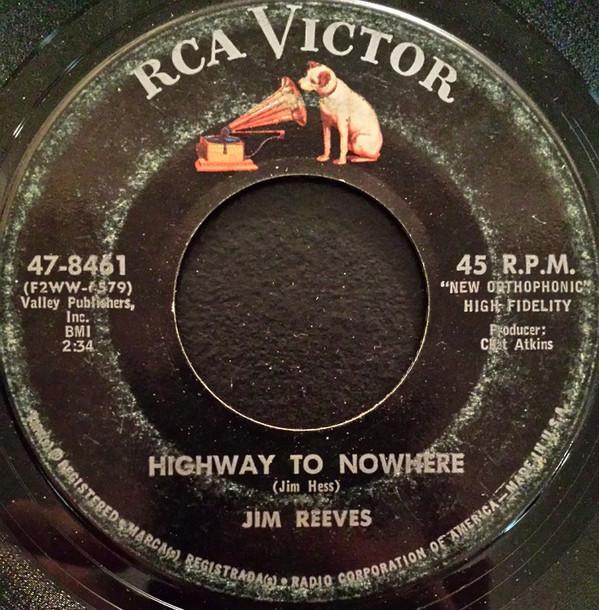 RCA VICTOR
47-8461
(F2WW-6579)
Valley Publishers,
Inc.
BMI
2:34
45 R.P.M.
"NEW ORTHOPHONIC"
HIGH FIDELITY
Producer:
Chet Atkins
HIGHWAY TO NOWHERE
(Jim Hess)
JIM REEVES
REGISTERED • MARCA(s) REGISTRADA(s) • RADIO CORPORATION OF AMERICA—MADE IN U.S.A.